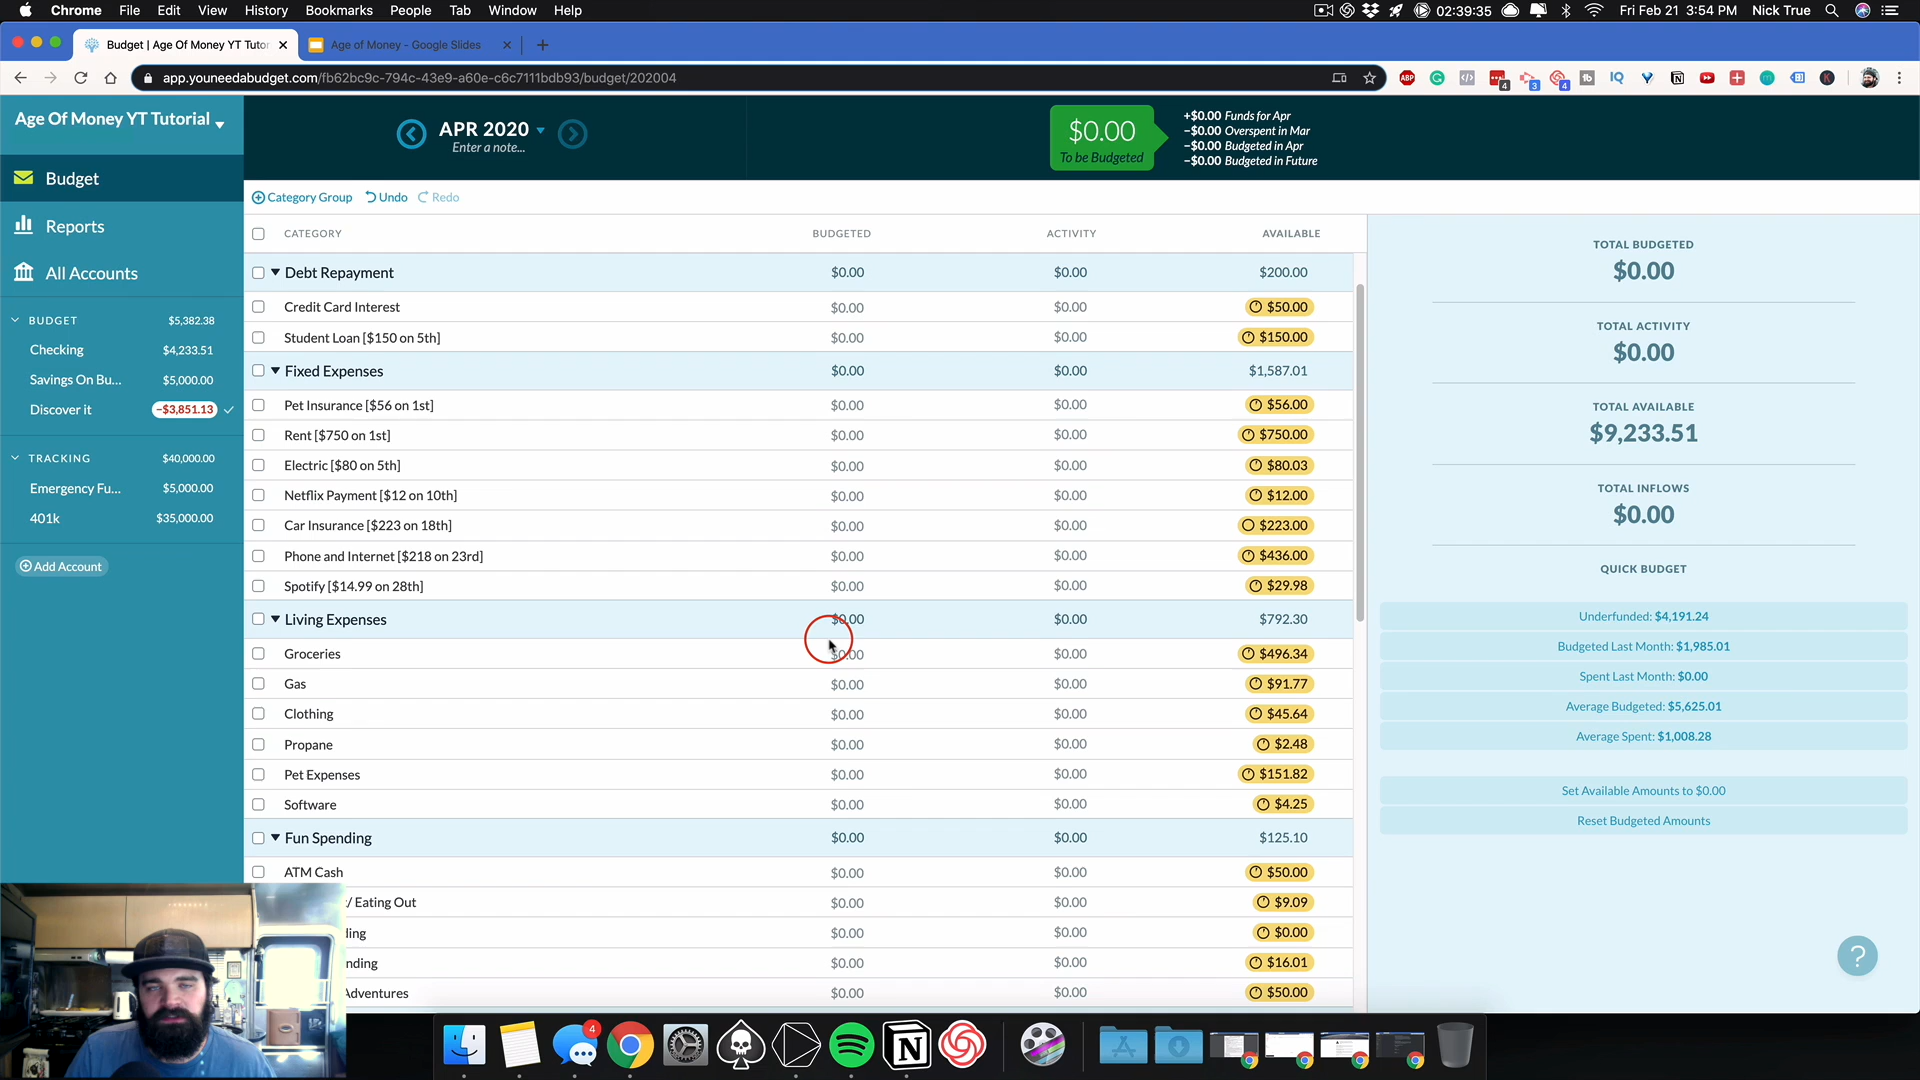 Chrome File Edit View History Bookmarks People Tab Window Help 02:39:35 Fri Feb 21 3:54 PM Nick True
Budget | Age Of Money YT Tutor Age of Money - Google Slides
app.youneedabudget.com/fb62bc9c-794c-43e9-a60e-c6c7111bdb93/budget/202004
ABP 4 3 4 tb IQ N K
Age Of Money YT Tutorial
Budget
Reports
All Accounts
BUDGET $5,382.38
Checking $4,233.51
Savings On Bu... $5,000.00
Discover it −$3,851.13
TRACKING $40,000.00
Emergency Fu... $5,000.00
401k $35,000.00
Add Account
APR 2020
Enter a note...
$0.00
To be Budgeted
+$0.00 Funds for Apr
−$0.00 Overspent in Mar
−$0.00 Budgeted in Apr
−$0.00 Budgeted in Future
Category Group Undo Redo
CATEGORY BUDGETED ACTIVITY AVAILABLE
Debt Repayment $0.00 $0.00 $200.00
Credit Card Interest $0.00 $0.00 $50.00
Student Loan [$150 on 5th] $0.00 $0.00 $150.00
Fixed Expenses $0.00 $0.00 $1,587.01
Pet Insurance [$56 on 1st] $0.00 $0.00 $56.00
Rent [$750 on 1st] $0.00 $0.00 $750.00
Electric [$80 on 5th] $0.00 $0.00 $80.03
Netflix Payment [$12 on 10th] $0.00 $0.00 $12.00
Car Insurance [$223 on 18th] $0.00 $0.00 $223.00
Phone and Internet [$218 on 23rd] $0.00 $0.00 $436.00
Spotify [$14.99 on 28th] $0.00 $0.00 $29.98
Living Expenses $0.00 $0.00 $792.30
Groceries $0.00 $0.00 $496.34
Gas $0.00 $0.00 $91.77
Clothing $0.00 $0.00 $45.64
Propane $0.00 $0.00 $2.48
Pet Expenses $0.00 $0.00 $151.82
Software $0.00 $0.00 $4.25
Fun Spending $0.00 $0.00 $125.10
ATM Cash $0.00 $0.00 $50.00
/ Eating Out $0.00 $0.00 $9.09
ding $0.00 $0.00 $0.00
nding $0.00 $0.00 $16.01
Adventures $0.00 $0.00 $50.00
TOTAL BUDGETED
$0.00
TOTAL ACTIVITY
$0.00
TOTAL AVAILABLE
$9,233.51
TOTAL INFLOWS
$0.00
QUICK BUDGET
Underfunded: $4,191.24
Budgeted Last Month: $1,985.01
Spent Last Month: $0.00
Average Budgeted: $5,625.01
Average Spent: $1,008.28
Set Available Amounts to $0.00
Reset Budgeted Amounts
?
4